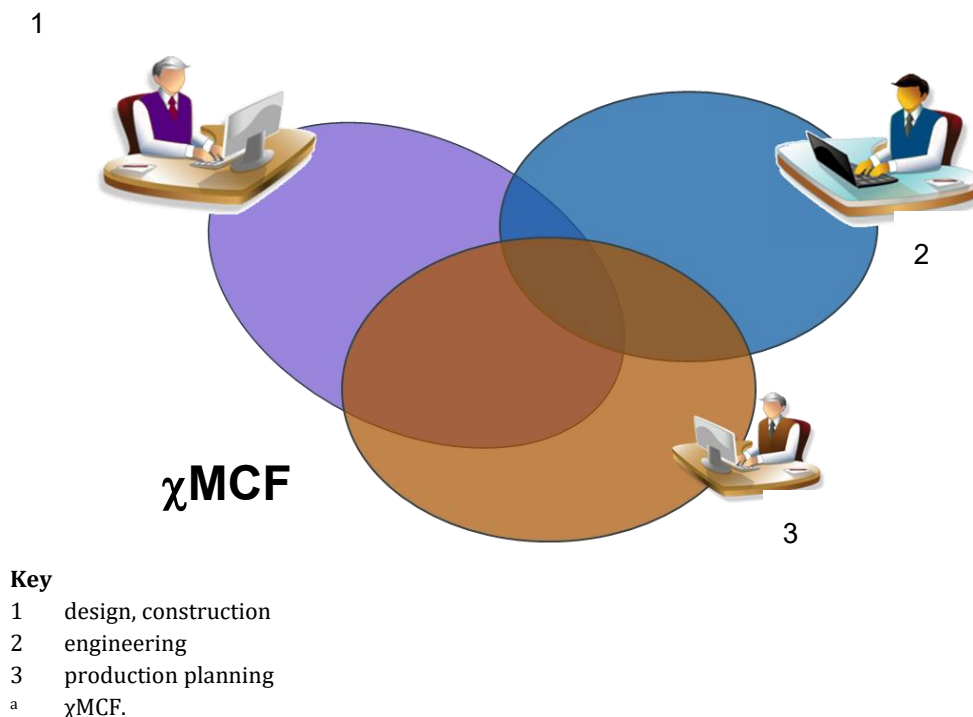 1
2
χMCF
3
Key
1 design, construction
2 engineering
3 production planning
a χMCF.